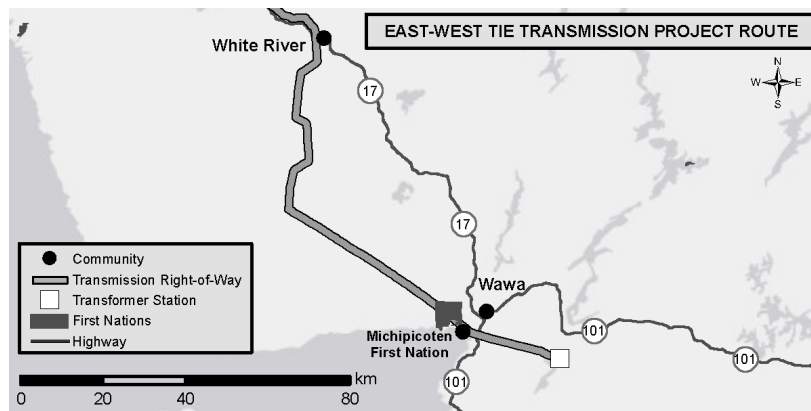 EAST-WEST TIE TRANSMISSION PROJECT ROUTE
White River
N
W E
S
17
17
Community
Transmission Right-of-Way
Transformer Station
First Nations
Highway
Wawa
Michipicoten
First Nation
101
101
101
km
0 20 40 80